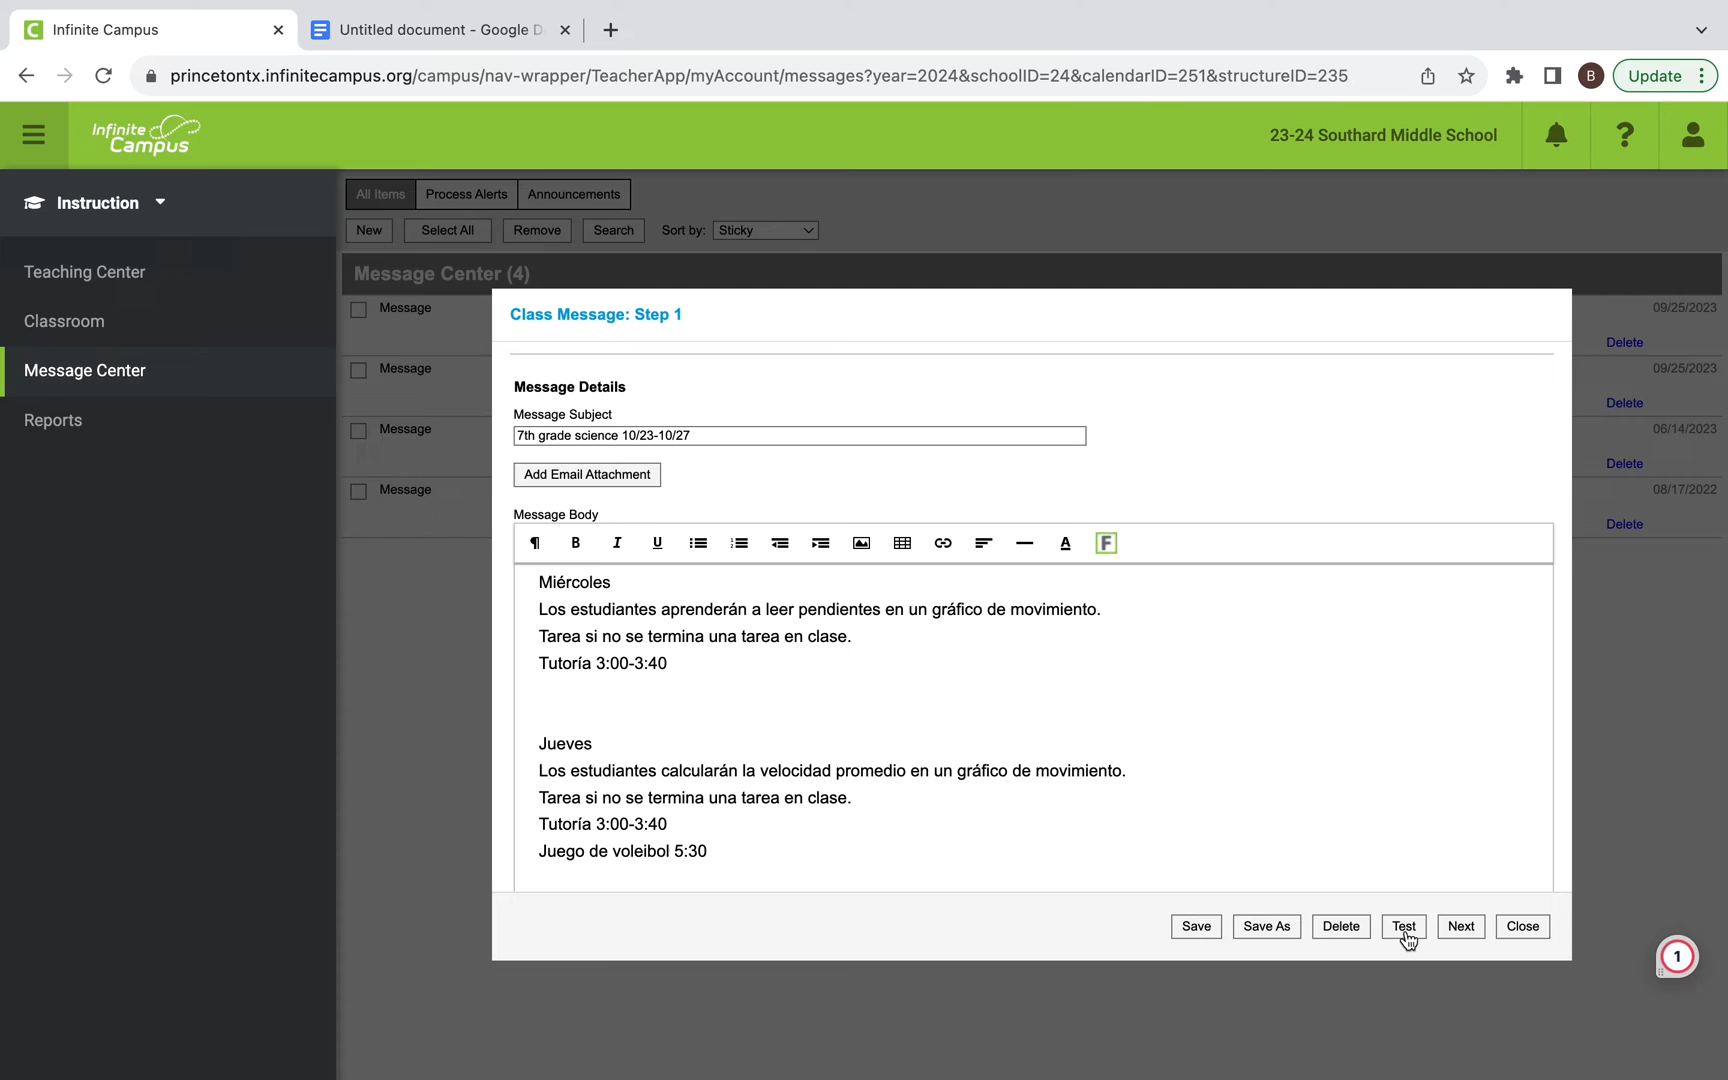 Infinite Campus
Untitled document - Google D
princetontx.infinitecampus.org/campus/nav-wrapper/TeacherApp/myAccount/messages?year=2024&schoolID=24&calendarID=251&structureID=235
B
Update
Infinite
Campus
23-24 Southard Middle School
?
Instruction
Teaching Center
Classroom
Message Center
Reports
All Items
Process Alerts
Announcements
New
Select All
Remove
Search
Sort by:
Sticky
Message Center (4)
Message
09/25/2023
Delete
Message
09/25/2023
Delete
Message
06/14/2023
Delete
Message
08/17/2022
Delete
Class Message: Step 1
Message Details
Message Subject
7th grade science 10/23-10/27
Add Email Attachment
Message Body
¶ B I U A F
Miércoles
Los estudiantes aprenderán a leer pendientes en un gráfico de movimiento.
Tarea si no se termina una tarea en clase.
Tutoría 3:00-3:40
Jueves
Los estudiantes calcularán la velocidad promedio en un gráfico de movimiento.
Tarea si no se termina una tarea en clase.
Tutoría 3:00-3:40
Juego de voleibol 5:30
Save
Save As
Delete
Test
Next
Close
1